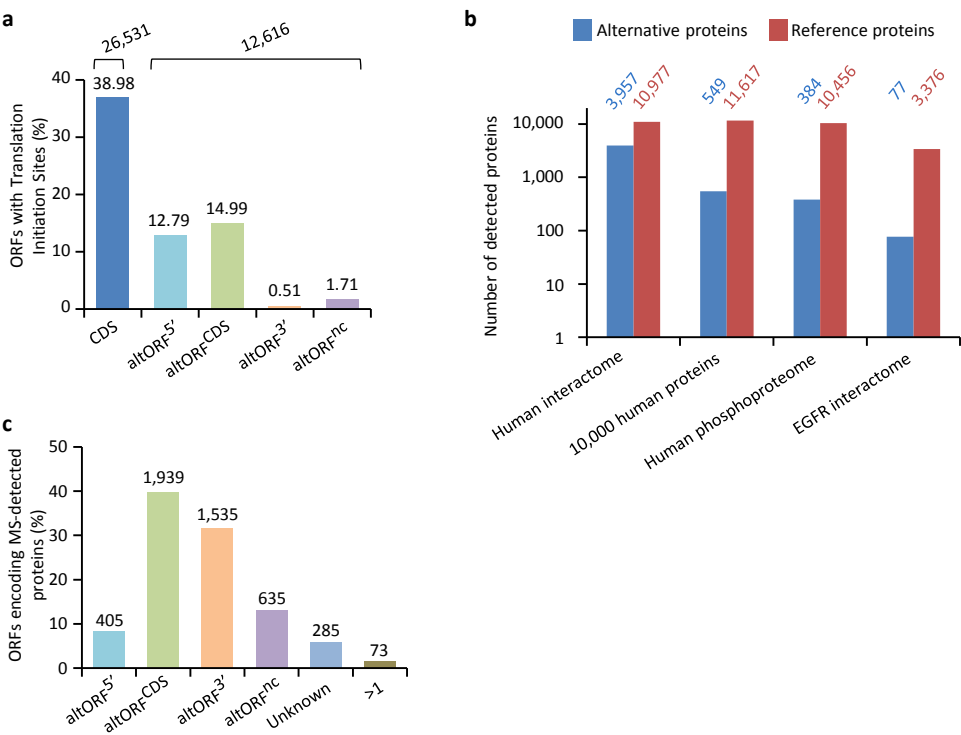 a
26,531
12,616
ORFs with Translation
Initiation Sites (%)
40
30
20
10
0
38.98
12.79
14.99
0.51
1.71
CDS
altORF5′
altORFCDS
altORF3′
altORFnc
b
Alternative proteins
Reference proteins
3,957
10,977
549
11,617
384
10,456
77
3,376
Number of detected proteins
10,000
1,000
100
10
1
Human interactome
10,000 human proteins
Human phosphoproteome
EGFR interactome
c
ORFs encoding MS-detected
proteins (%)
50
40
30
20
10
0
405
1,939
1,535
635
285
73
altORF5′
altORFCDS
altORF3′
altORFnc
Unknown
>1